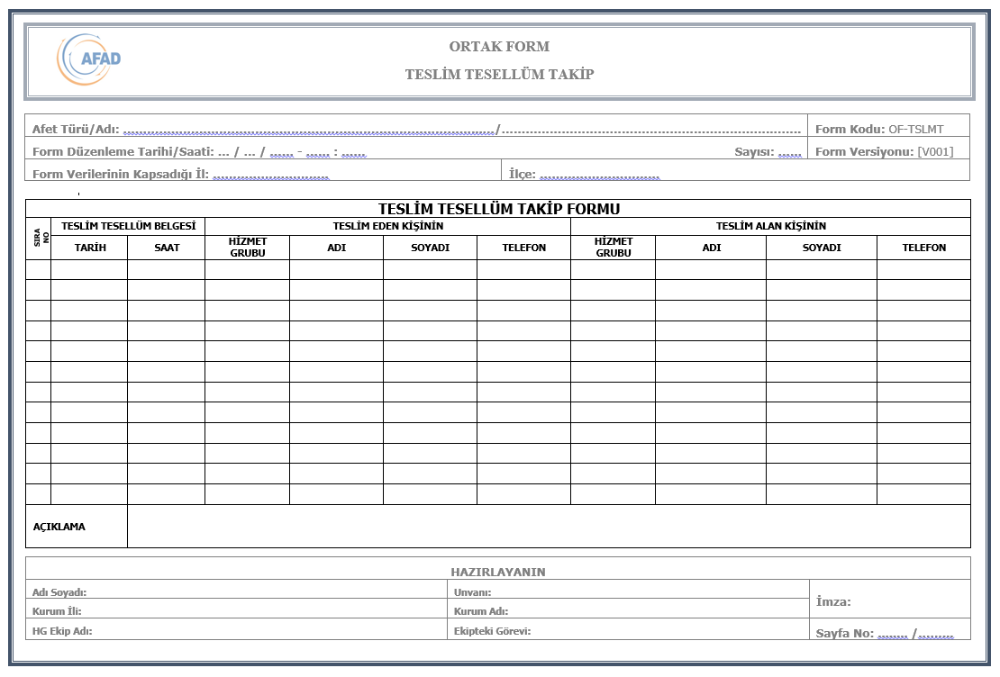 AFAD
ORTAK FORM
TESLİM TESELLÜM TAKİP
Afet Türü/Adı: ................................................................................................/............................................................................. Form Kodu: OF-TSLMT
Form Düzenleme Tarihi/Saati: ... / ... / ...... - ...... : ...... Sayısı: ...... Form Versiyonu: [V001]
Form Verilerinin Kapsadığı İl: .............................. İlçe: ...............................
TESLİM TESELLÜM TAKİP FORMU
SIRA NO TESLİM TESELLÜM BELGESİ TESLİM EDEN KİŞİNİN TESLİM ALAN KİŞİNİN
TARİH SAAT HİZMET GRUBU ADI SOYADI TELEFON HİZMET GRUBU ADI SOYADI TELEFON
AÇIKLAMA
HAZIRLAYANIN
Adı Soyadı: Unvanı:
Kurum İli: Kurum Adı:
İmza:
HG Ekip Adı: Ekipteki Görevi:
Sayfa No: ........ /.........